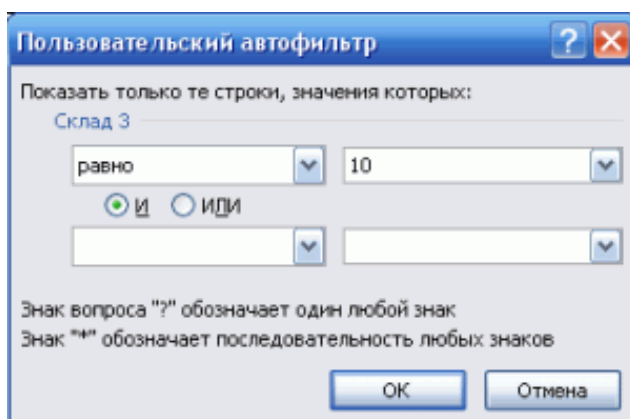 Пользовательский автофильтр
Показать только те строки, значения которых:
Склад 3
равно 10
И ИЛИ
Знак вопроса "?" обозначает один любой знак
Знак "*" обозначает последовательность любых знаков
ОК Отмена